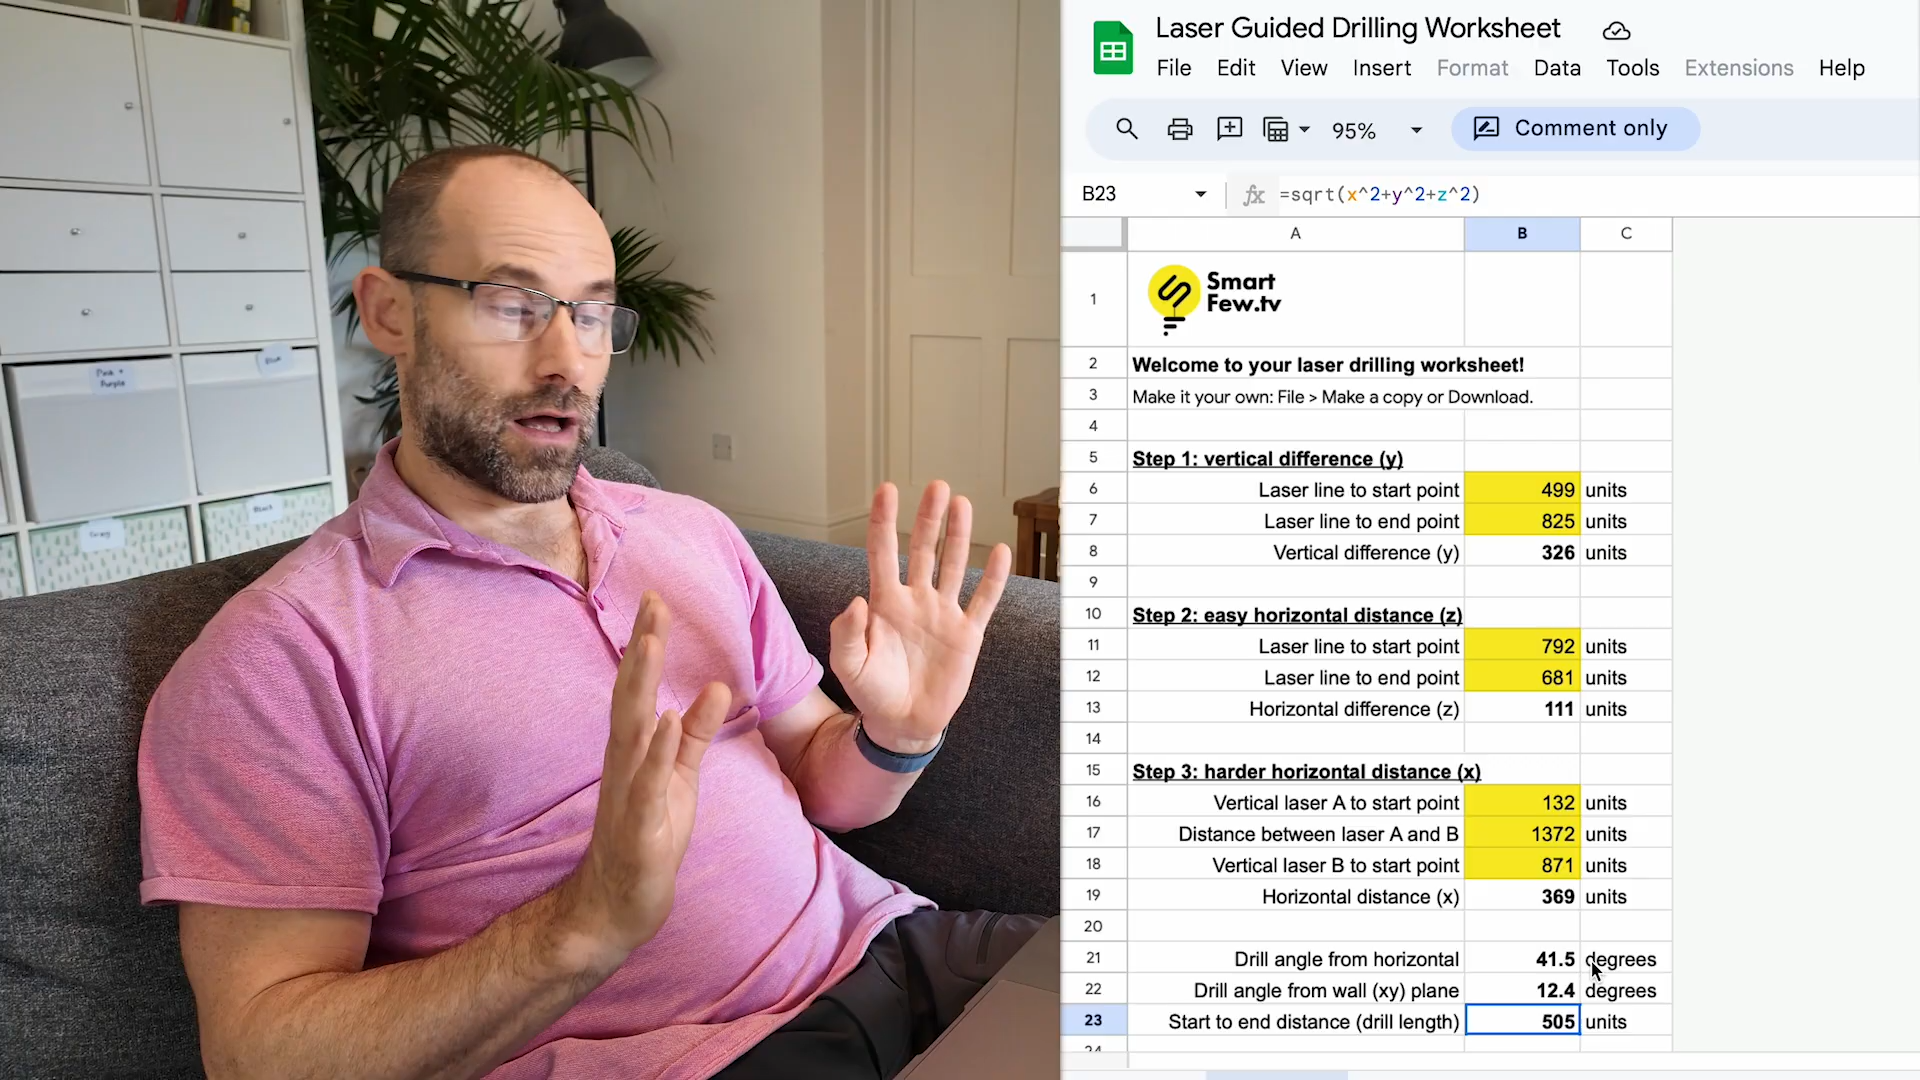 Pink +
Purple
Blue
Grey
Black
Laser Guided Drilling Worksheet
File Edit View Insert Format Data Tools Extensions Help
95% Comment only
B23 fx =sqrt(x^2+y^2+z^2)
A B C
1 Smart
Few.tv
2 Welcome to your laser drilling worksheet!
3 Make it your own: File > Make a copy or Download.
4
5 Step 1: vertical difference (y)
6 Laser line to start point 499 units
7 Laser line to end point 825 units
8 Vertical difference (y) 326 units
9
10 Step 2: easy horizontal distance (z)
11 Laser line to start point 792 units
12 Laser line to end point 681 units
13 Horizontal difference (z) 111 units
14
15 Step 3: harder horizontal distance (x)
16 Vertical laser A to start point 132 units
17 Distance between laser A and B 1372 units
18 Vertical laser B to start point 871 units
19 Horizontal distance (x) 369 units
20
21 Drill angle from horizontal 41.5 degrees
22 Drill angle from wall (xy) plane 12.4 degrees
23 Start to end distance (drill length) 505 units
24